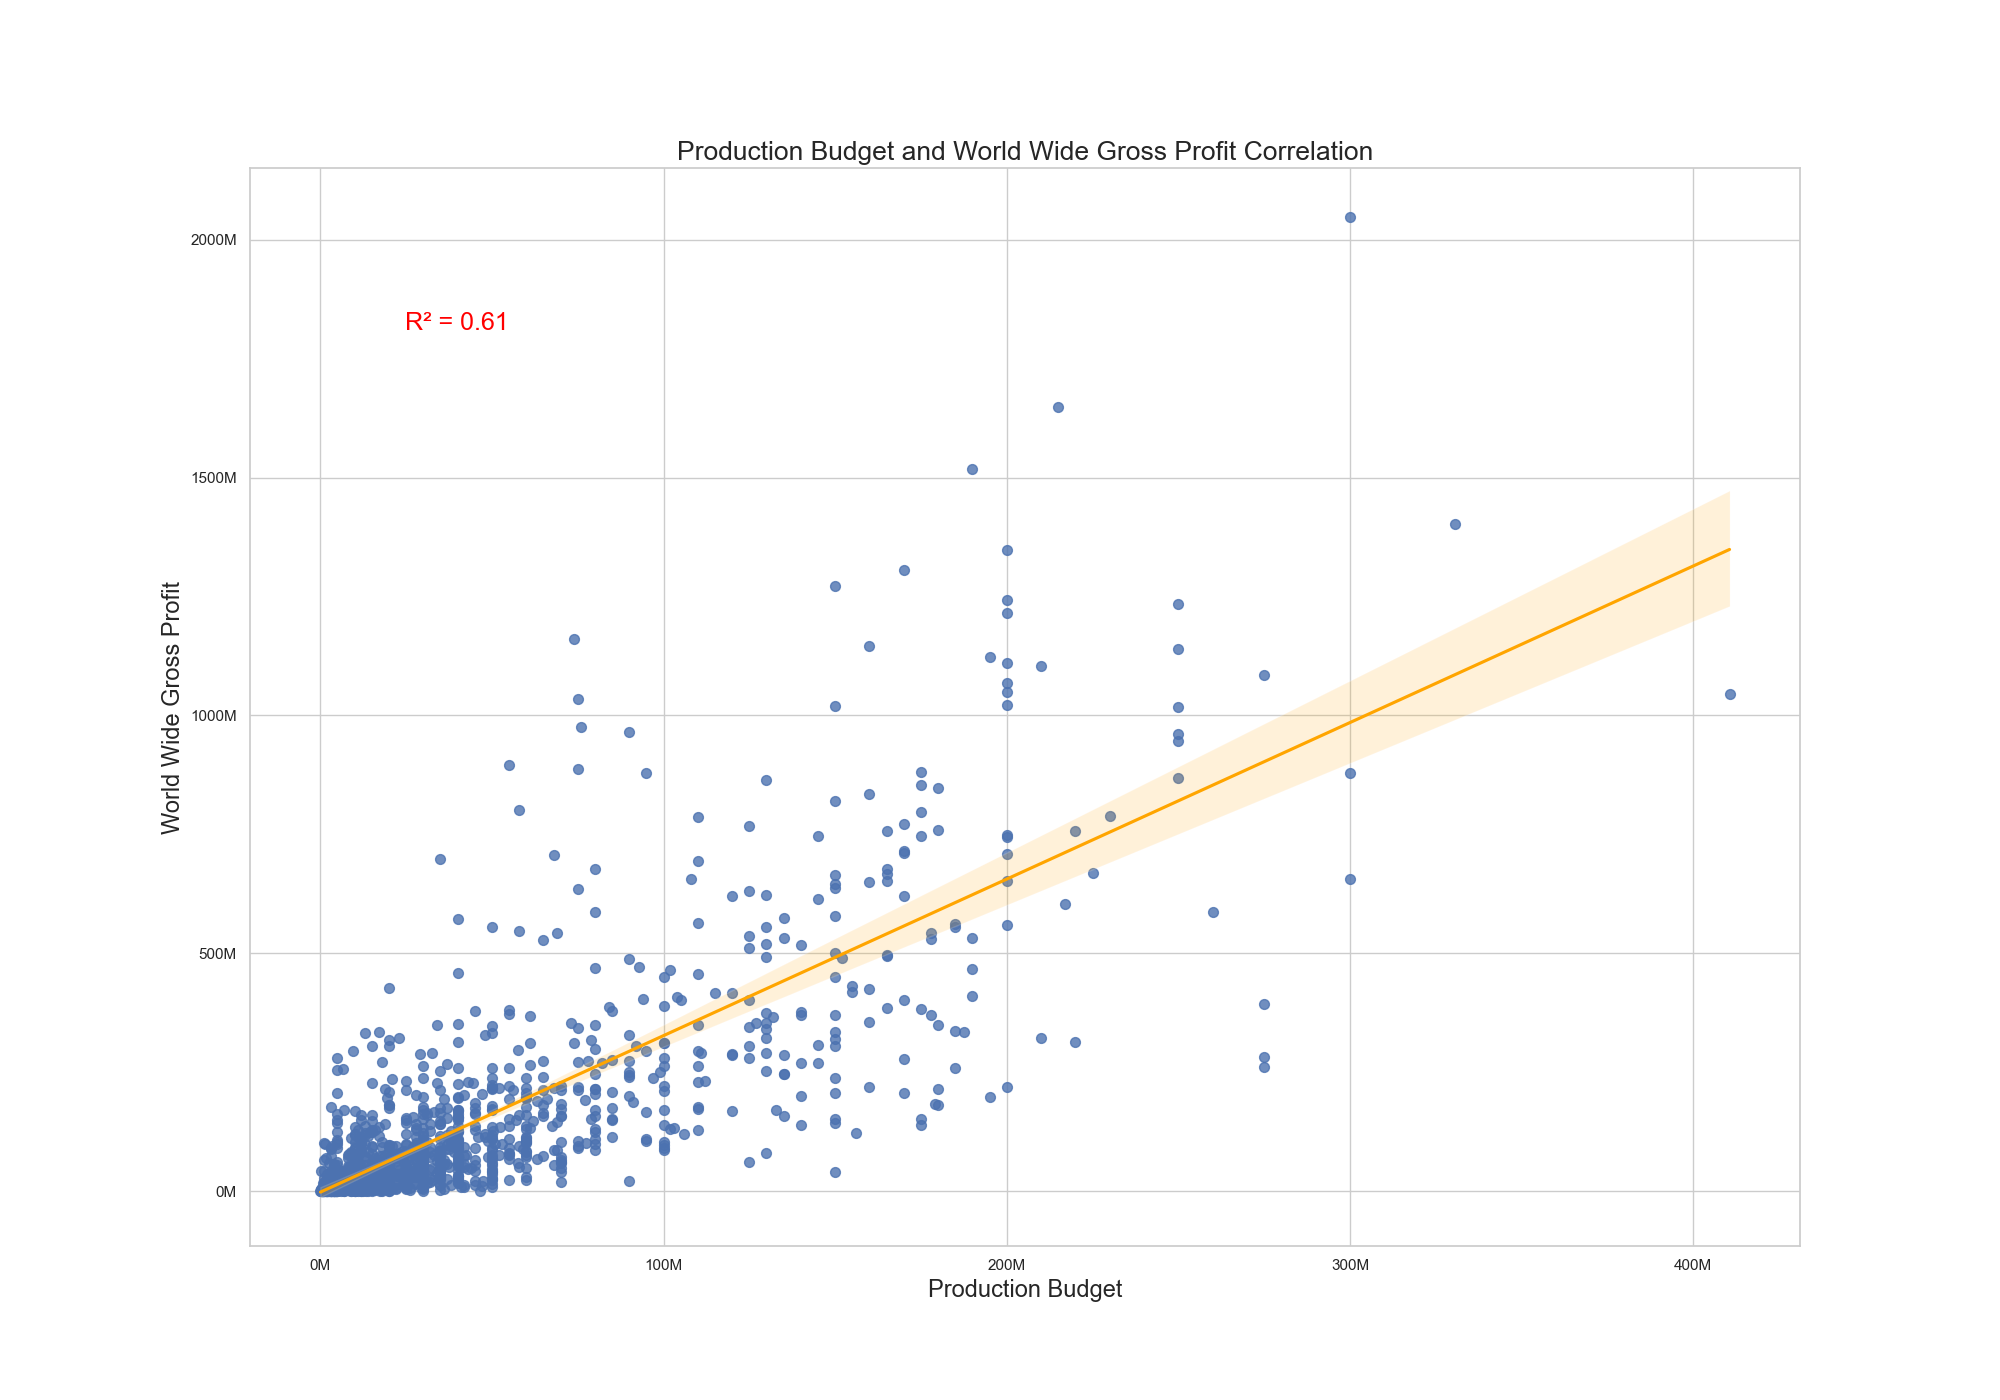 Production Budget and World Wide Gross Profit Correlation
2000M
R² = 0.61
1500M
World Wide Gross Profit
1000M
500M
0M
0M 100M 200M 300M 400M
Production Budget